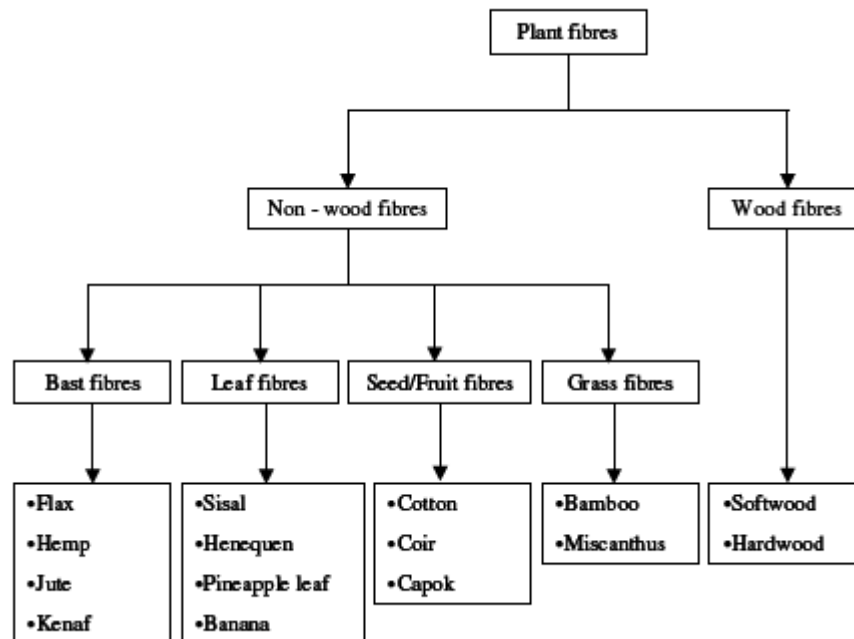 Plant fibres
Non - wood fibres
Wood fibres
Bast fibres
Leaf fibres
Seed/Fruit fibres
Grass fibres
•Flax
•Hemp
•Jute
•Kenaf
•Sisal
•Henequen
•Pineapple leaf
•Banana
•Cotton
•Coir
•Capok
•Bamboo
•Miscanthus
•Softwood
•Hardwood